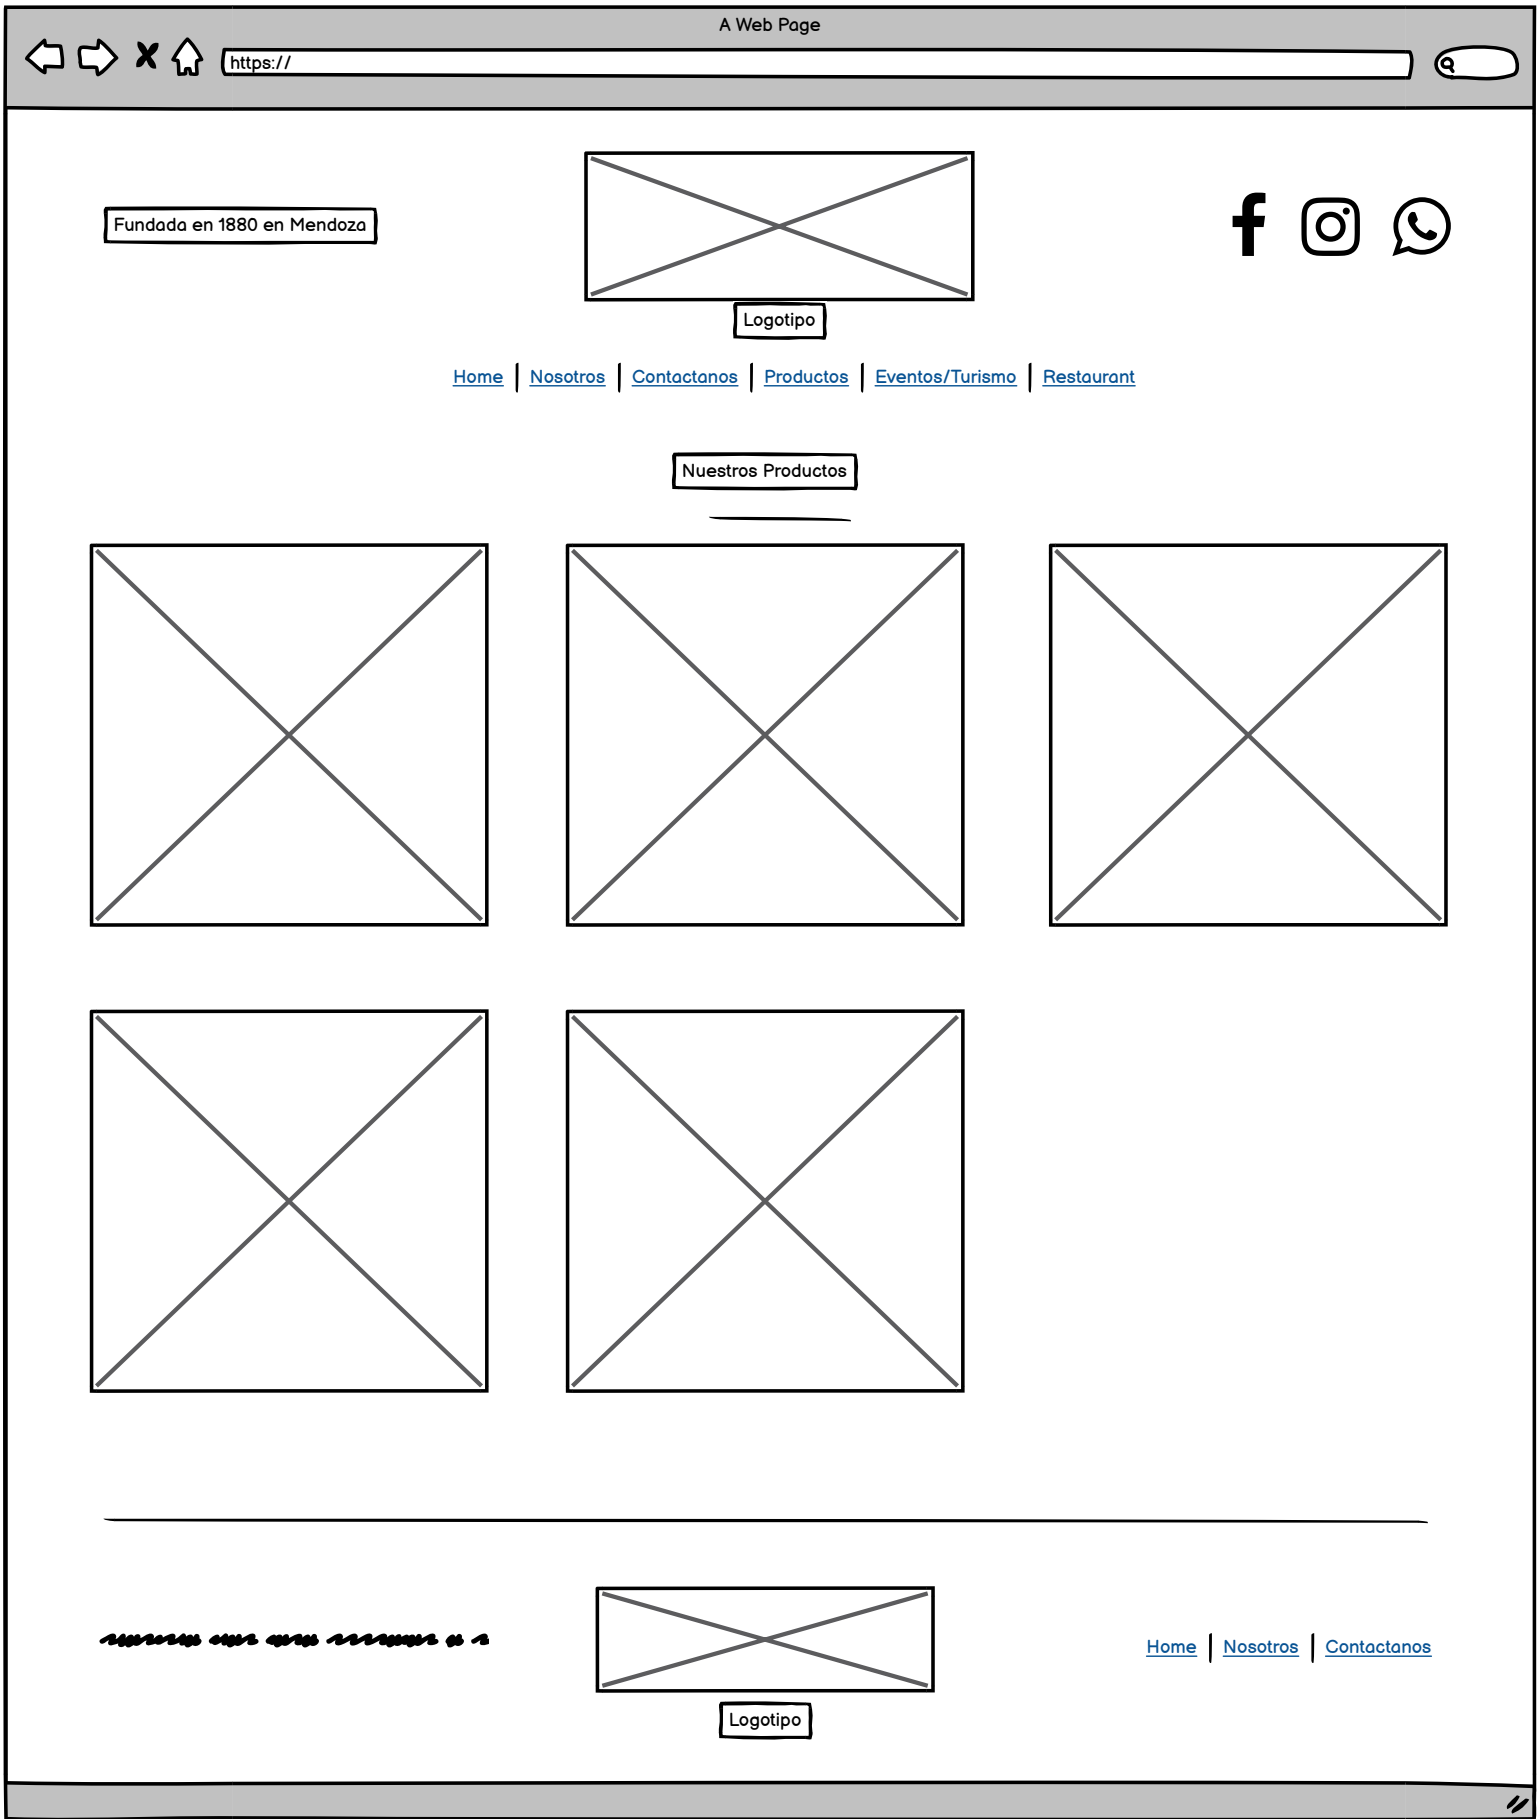 A Web Page
https://
Fundada en 1880 en Mendoza
Logotipo
Home Nosotros Contactanos Productos Eventos/Turismo Restaurant
Nuestros Productos
Home Nosotros Contactanos
Logotipo